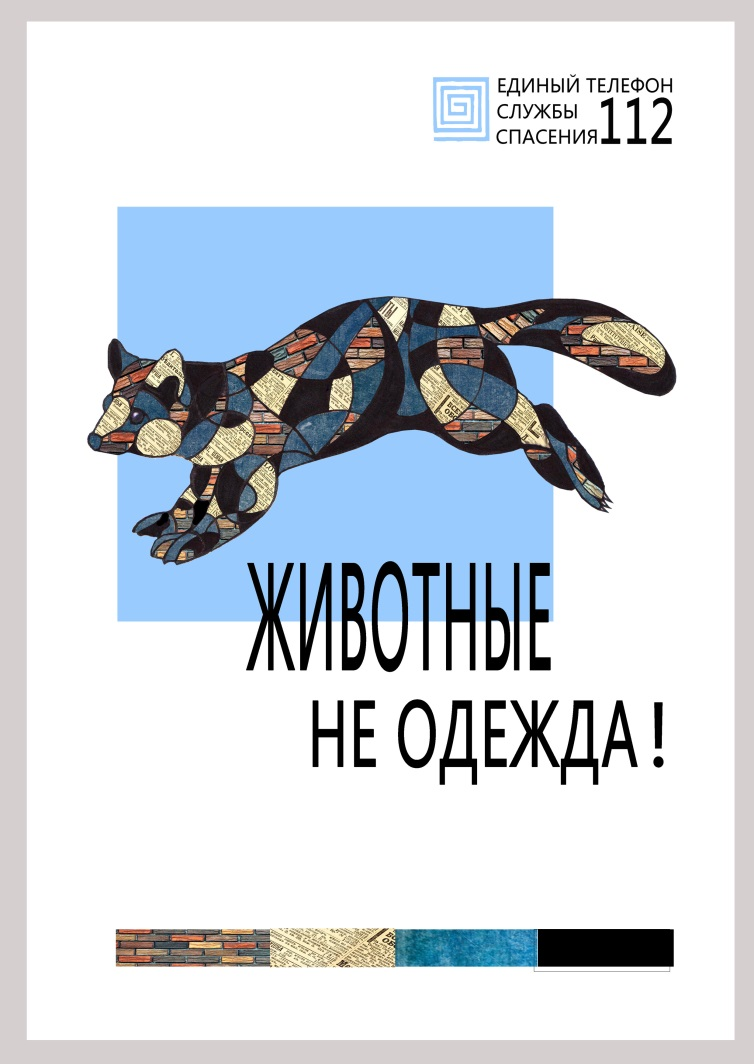 ЕДИНЫЙ ТЕЛЕФОН
СЛУЖБЫ
СПАСЕНИЯ 112
ЖИВОТНЫЕ
НЕ ОДЕЖДА!